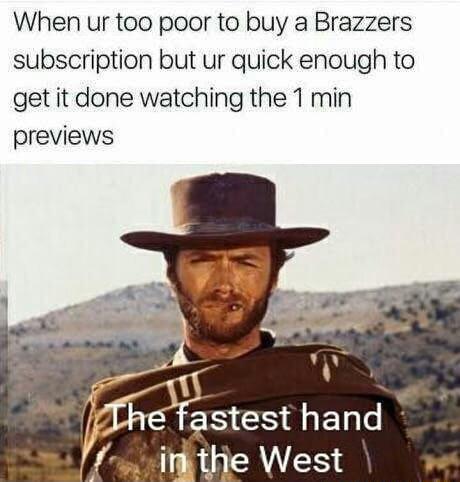 When ur too poor to buy a Brazzers
subscription but ur quick enough to
get it done watching the 1 min
previews
The fastest hand
in the West